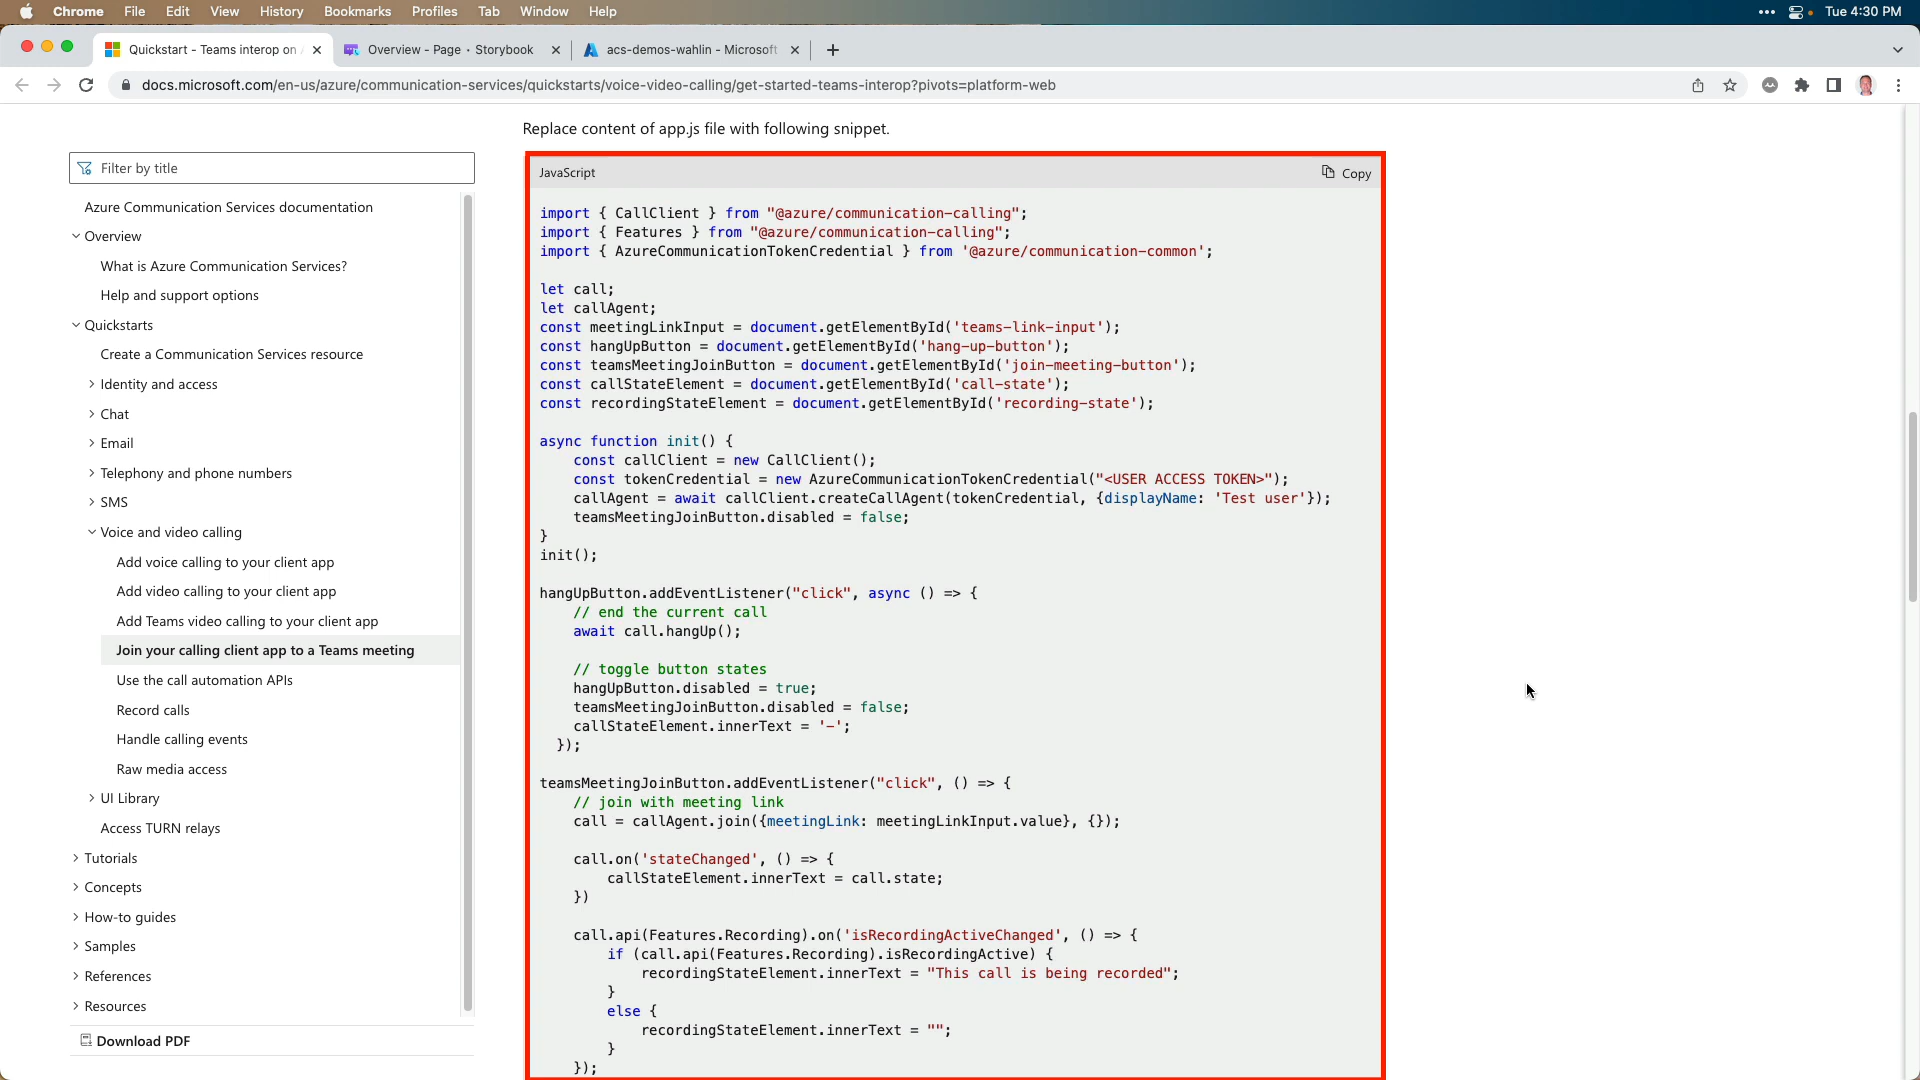 Chrome File Edit View History Bookmarks Profiles Tab Window Help Tue 4:30 PM
Quickstart - Teams interop on Overview - Page · Storybook acs-demos-wahlin - Microsoft
docs.microsoft.com/en-us/azure/communication-services/quickstarts/voice-video-calling/get-started-teams-interop?pivots=platform-web
Filter by title
Azure Communication Services documentation
Overview
What is Azure Communication Services?
Help and support options
Quickstarts
Create a Communication Services resource
Identity and access
Chat
Email
Telephony and phone numbers
SMS
Voice and video calling
Add voice calling to your client app
Add video calling to your client app
Add Teams video calling to your client app
Join your calling client app to a Teams meeting
Use the call automation APIs
Record calls
Handle calling events
Raw media access
UI Library
Access TURN relays
Tutorials
Concepts
How-to guides
Samples
References
Resources
Download PDF
Replace content of app.js file with following snippet.
JavaScript Copy
import { CallClient } from "@azure/communication-calling";
import { Features } from "@azure/communication-calling";
import { AzureCommunicationTokenCredential } from '@azure/communication-common';
let call;
let callAgent;
const meetingLinkInput = document.getElementById('teams-link-input');
const hangUpButton = document.getElementById('hang-up-button');
const teamsMeetingJoinButton = document.getElementById('join-meeting-button');
const callStateElement = document.getElementById('call-state');
const recordingStateElement = document.getElementById('recording-state');
async function init() {
const callClient = new CallClient();
const tokenCredential = new AzureCommunicationTokenCredential("<USER ACCESS TOKEN>");
callAgent = await callClient.createCallAgent(tokenCredential, {displayName: 'Test user'});
teamsMeetingJoinButton.disabled = false;
}
init();
hangUpButton.addEventListener("click", async () => {
// end the current call
await call.hangUp();
// toggle button states
hangUpButton.disabled = true;
teamsMeetingJoinButton.disabled = false;
callStateElement.innerText = '-';
});
teamsMeetingJoinButton.addEventListener("click", () => {
// join with meeting link
call = callAgent.join({meetingLink: meetingLinkInput.value}, {});
call.on('stateChanged', () => {
callStateElement.innerText = call.state;
})
call.api(Features.Recording).on('isRecordingActiveChanged', () => {
if (call.api(Features.Recording).isRecordingActive) {
recordingStateElement.innerText = "This call is being recorded";
}
else {
recordingStateElement.innerText = "";
}
});